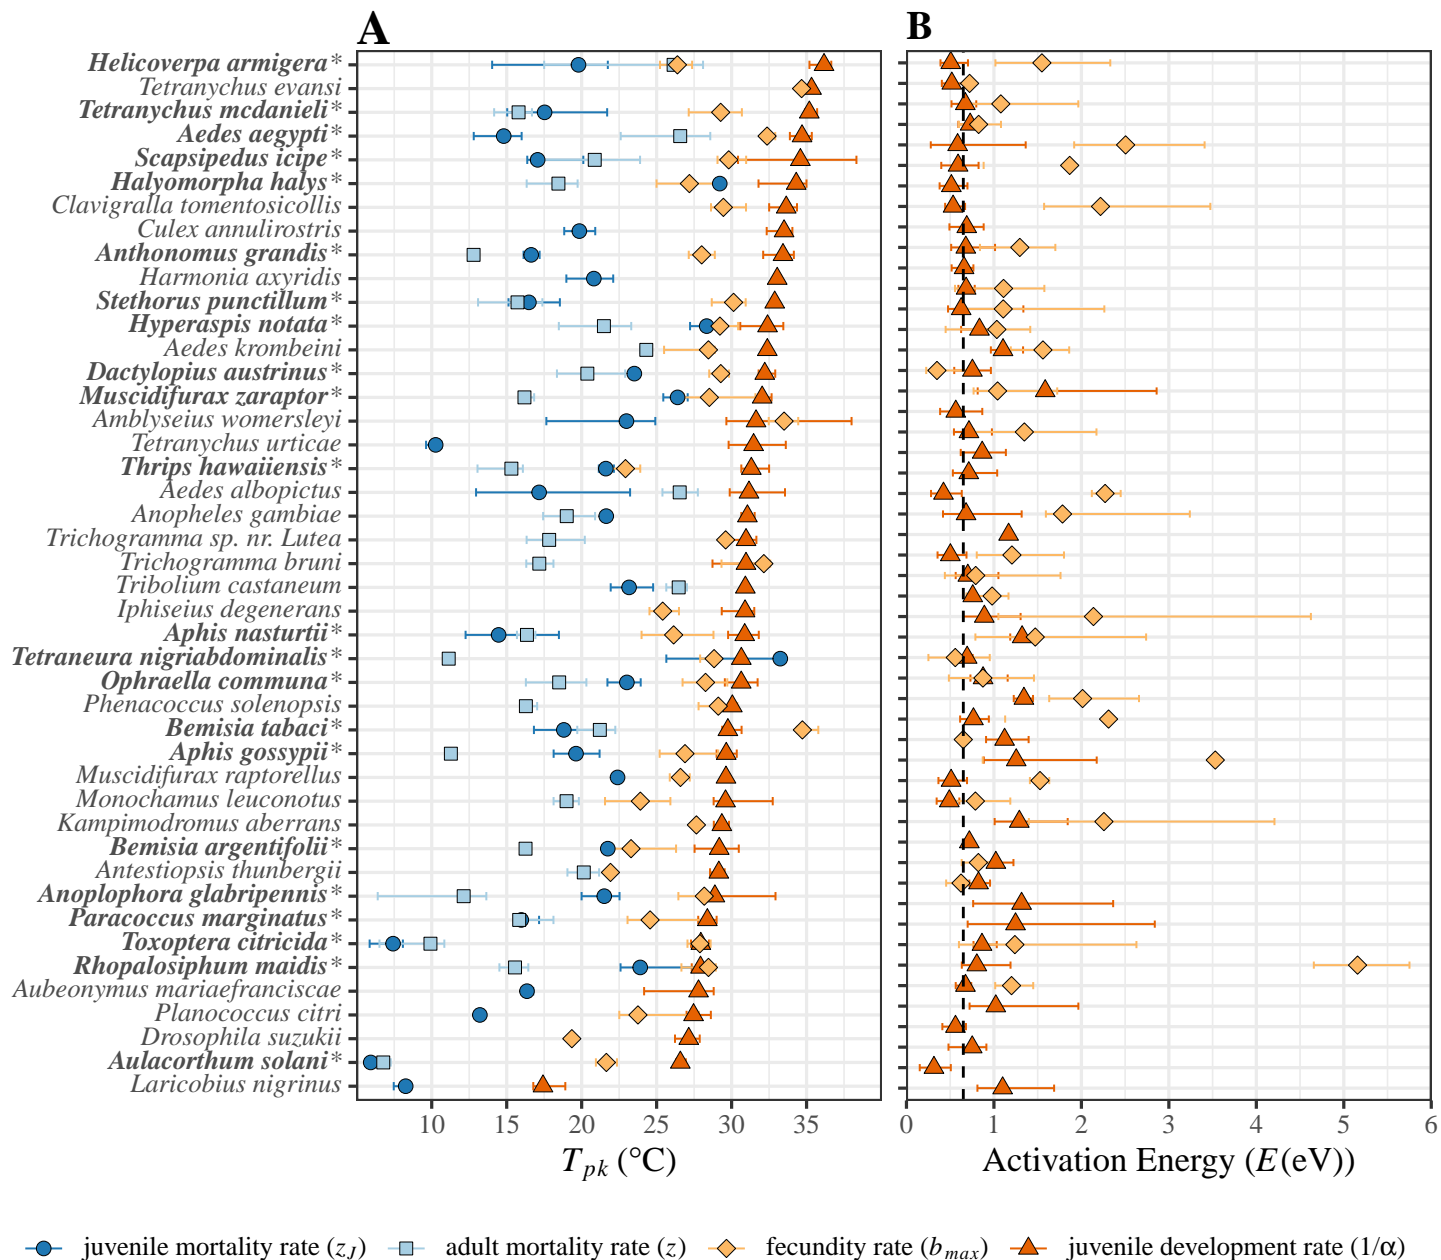 A
B
Helicoverpa armigera*
Tetranychus evansi
Tetranychus mcdanieli*
Aedes aegypti*
Scapsipedus icipe*
Halyomorpha halys*
Clavigralla tomentosicollis
Culex annulirostris
Anthonomus grandis*
Harmonia axyridis
Stethorus punctillum*
Hyperaspis notata*
Aedes krombeini
Dactylopius austrinus*
Muscidifurax zaraptor*
Amblyseius womersleyi
Tetranychus urticae
Thrips hawaiiensis*
Aedes albopictus
Anopheles gambiae
Trichogramma sp. nr. Lutea
Trichogramma bruni
Tribolium castaneum
Iphiseius degenerans
Aphis nasturtii*
Tetraneura nigriabdominalis*
Ophraella communa*
Phenacoccus solenopsis
Bemisia tabaci*
Aphis gossypii*
Muscidifurax raptorellus
Monochamus leuconotus
Kampimodromus aberrans
Bemisia argentifolii*
Antestiopsis thunbergii
Anoplophora glabripennis*
Paracoccus marginatus*
Toxoptera citricida*
Rhopalosiphum maidis*
Aubeonymus mariaefranciscae
Planococcus citri
Drosophila suzukii
Aulacorthum solani*
Laricobius nigrinus
10 15 20 25 30 35
0 1 2 3 4 5 6
T_pk (°C)
Activation Energy (E(eV))
juvenile mortality rate (z_J) adult mortality rate (z) fecundity rate (b_max) juvenile development rate (1/α)